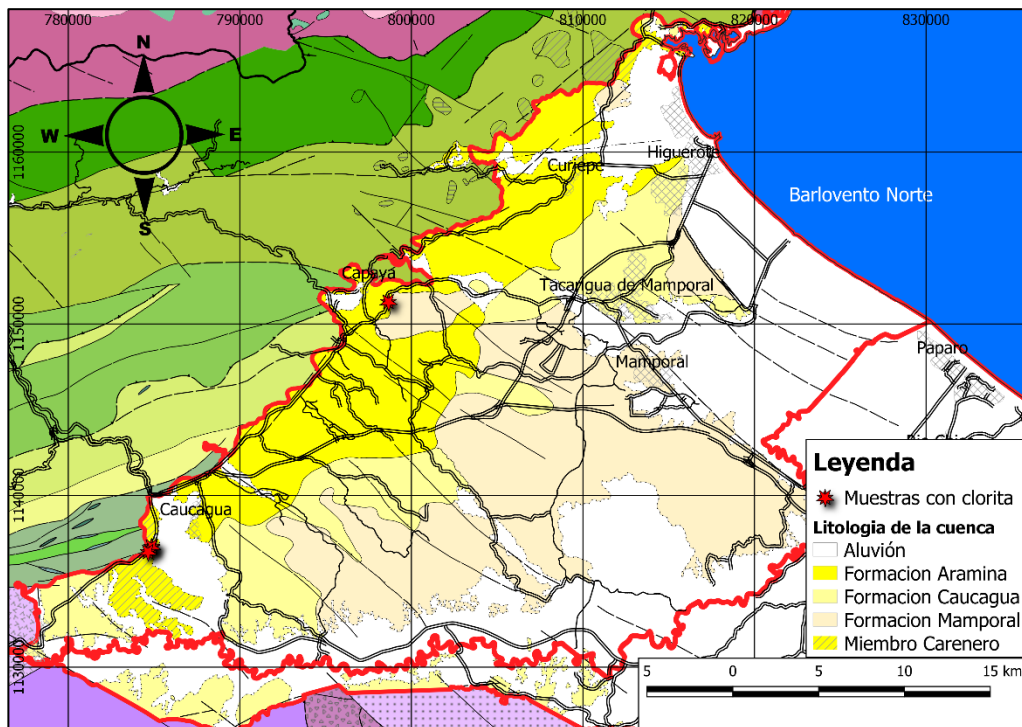 780000
790000
800000
810000
820000
830000
N
W
E
S
1160000
1150000
1140000
1130000
Higuerote
Curiepe
Barlovento Norte
Capaya
Tacarigua de Mamporal
Mamporal
Paparo
Caucagua
Leyenda
Muestras con clorita
Litologia de la cuenca
Aluvión
Formacion Aramina
Formacion Caucagua
Formacion Mamporal
Miembro Carenero
5 0 5 10 15 km